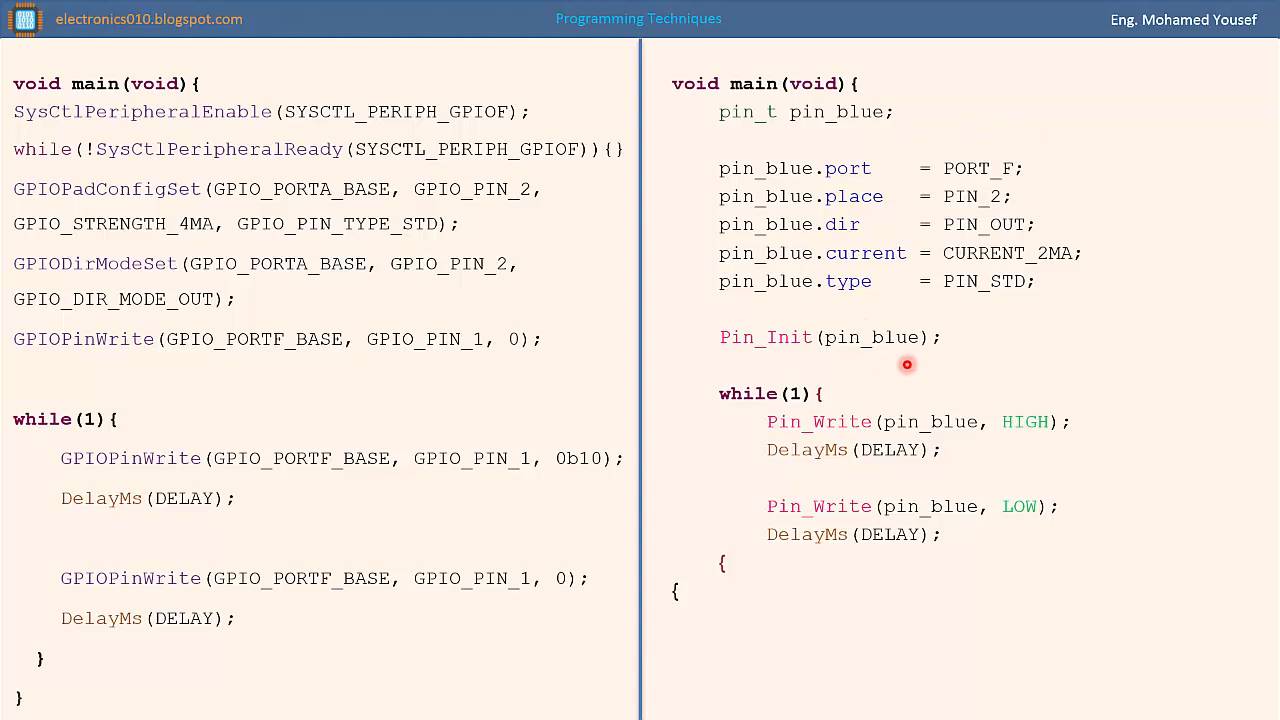 electronics010.blogspot.com
Programming Techniques
Eng. Mohamed Yousef
void main(void){
SysCtlPeripheralEnable(SYSCTL_PERIPH_GPIOF);
while(!SysCtlPeripheralReady(SYSCTL_PERIPH_GPIOF)){}
GPIOPadConfigSet(GPIO_PORTA_BASE, GPIO_PIN_2,
GPIO_STRENGTH_4MA, GPIO_PIN_TYPE_STD);
GPIODirModeSet(GPIO_PORTA_BASE, GPIO_PIN_2,
GPIO_DIR_MODE_OUT);
GPIOPinWrite(GPIO_PORTF_BASE, GPIO_PIN_1, 0);
while(1){
GPIOPinWrite(GPIO_PORTF_BASE, GPIO_PIN_1, 0b10);
DelayMs(DELAY);
GPIOPinWrite(GPIO_PORTF_BASE, GPIO_PIN_1, 0);
DelayMs(DELAY);
}
}
void main(void){
pin_t pin_blue;
pin_blue.port = PORT_F;
pin_blue.place = PIN_2;
pin_blue.dir = PIN_OUT;
pin_blue.current = CURRENT_2MA;
pin_blue.type = PIN_STD;
Pin_Init(pin_blue);
while(1){
Pin_Write(pin_blue, HIGH);
DelayMs(DELAY);
Pin_Write(pin_blue, LOW);
DelayMs(DELAY);
{
{